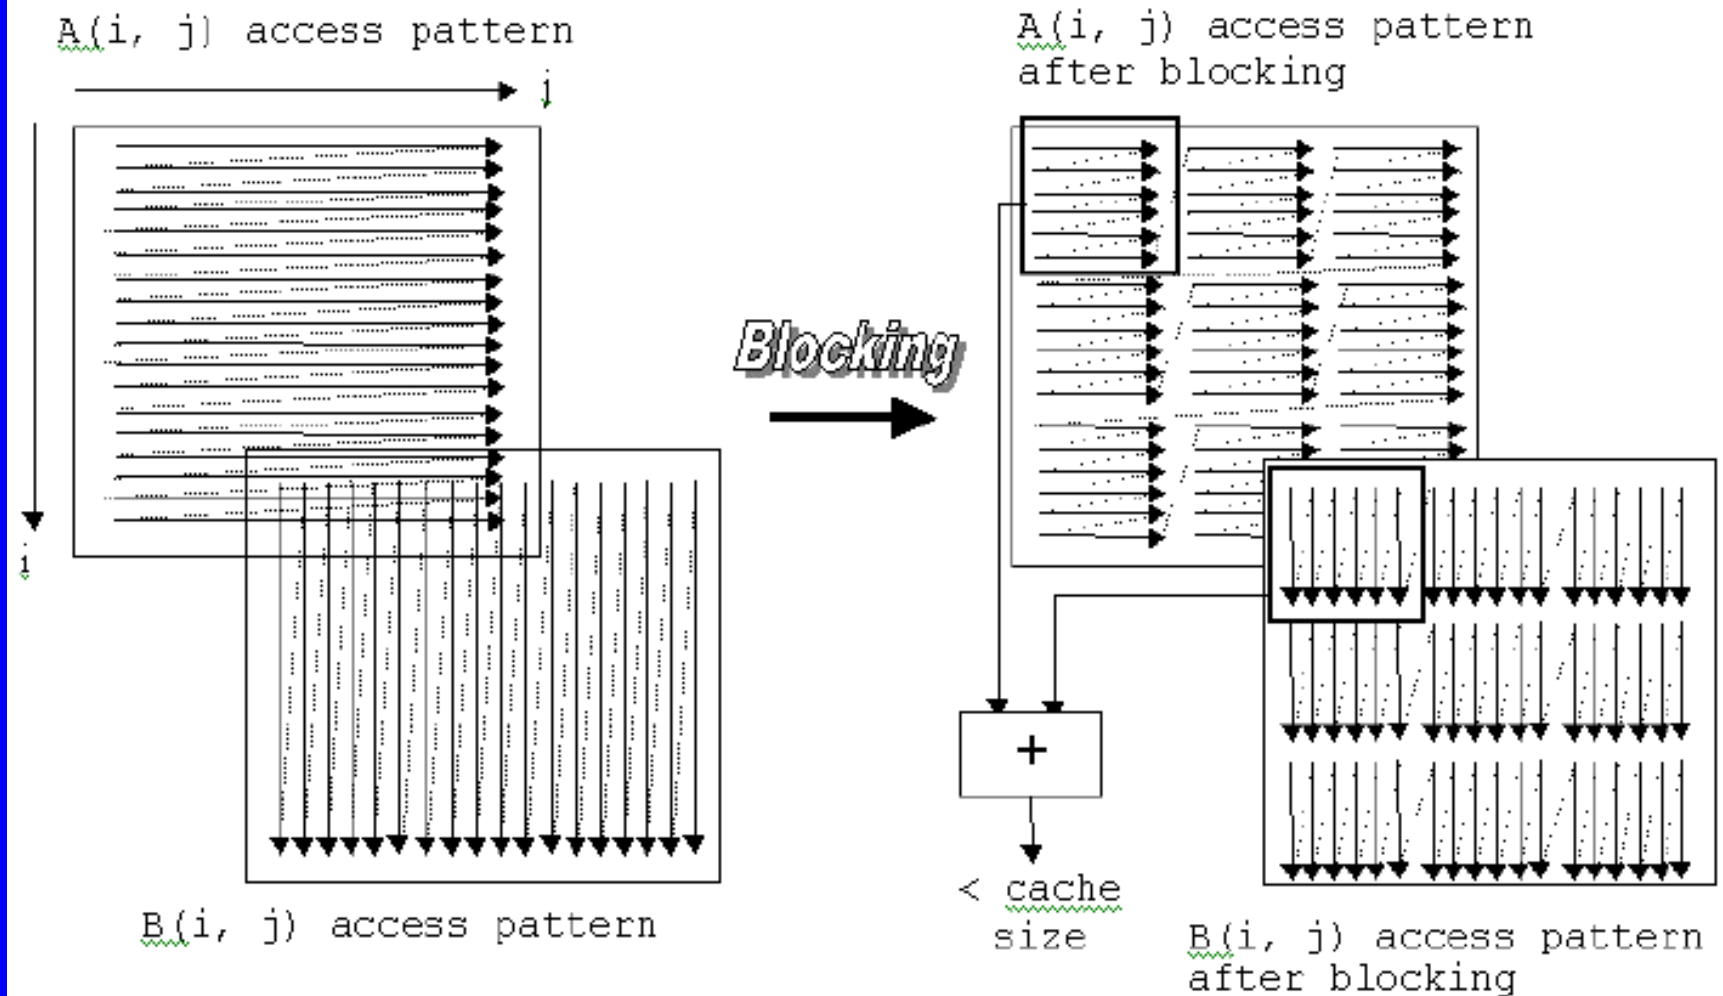 A(i, j) access pattern
j
i
B(i, j) access pattern
Blocking
A(i, j) access pattern
after blocking
+
< cache
size
B(i, j) access pattern
after blocking